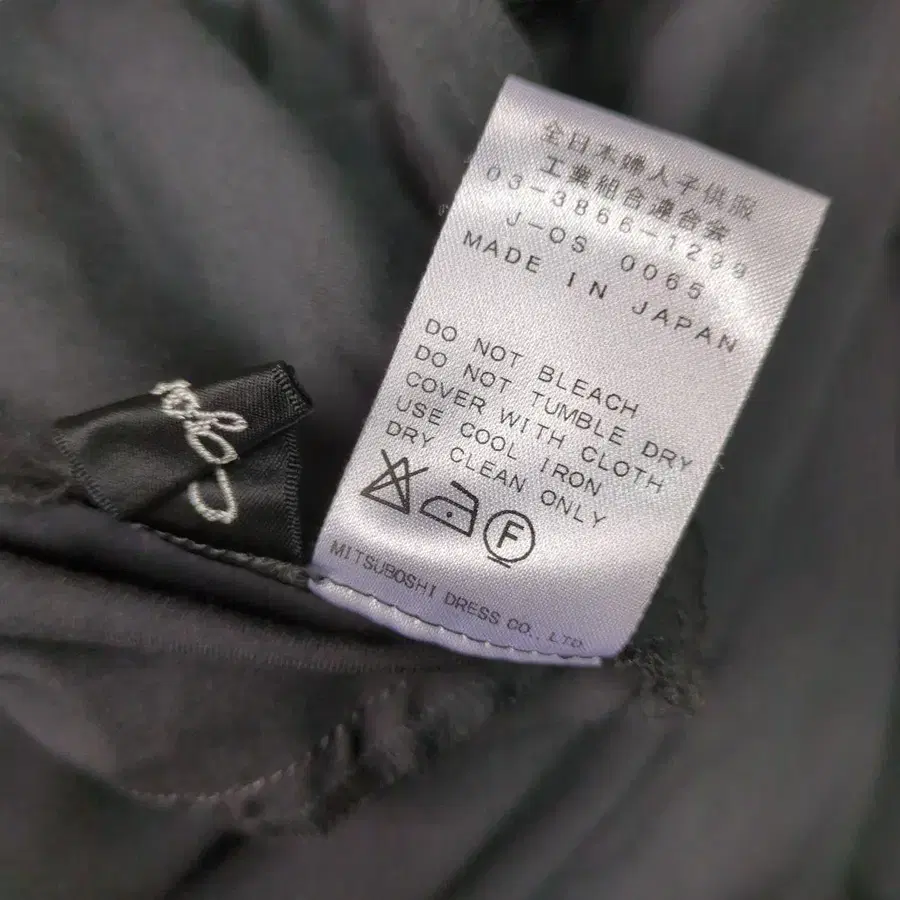 全日本婦人子供服
工業組合連合会
03-3866-1299
J-OS 0065
MADE IN JAPAN
DO NOT BLEACH
DO NOT TUMBLE DRY
COVER WITH CLOTH
USE COOL IRON
DRY CLEAN ONLY
F
MITSUBOSHI DRESS CO., LTD.